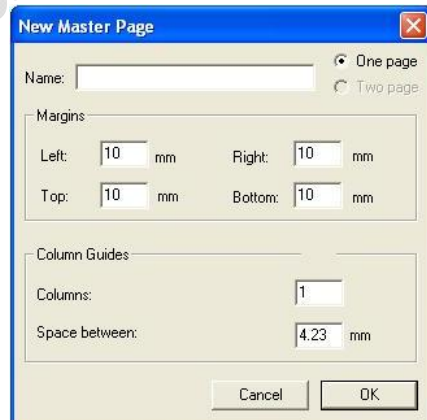 New Master Page
Name: One page
Two page
Margins
Left: 10 mm Right: 10 mm
Top: 10 mm Bottom: 10 mm
Column Guides
Columns: 1
Space between: 4.23 mm
Cancel OK